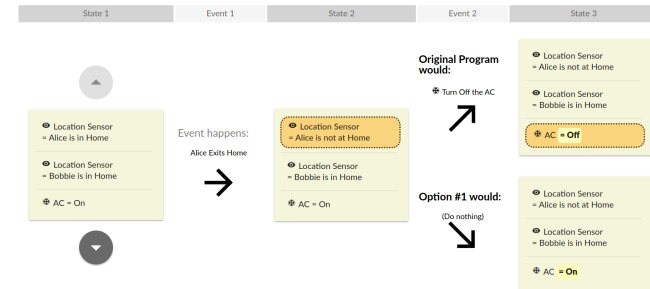 State 1
Event 1
State 2
Event 2
State 3
Location Sensor
= Alice is in Home
Location Sensor
= Bobbie is in Home
AC = On
Event happens:
Alice Exits Home
Location Sensor
= Alice is not at Home
Location Sensor
= Bobbie is in Home
AC = On
Original Program
would:
Turn Off the AC
Location Sensor
= Alice is not at Home
Location Sensor
= Bobbie is in Home
AC = Off
Option #1 would:
(Do nothing)
Location Sensor
= Alice is not at Home
Location Sensor
= Bobbie is in Home
AC = On